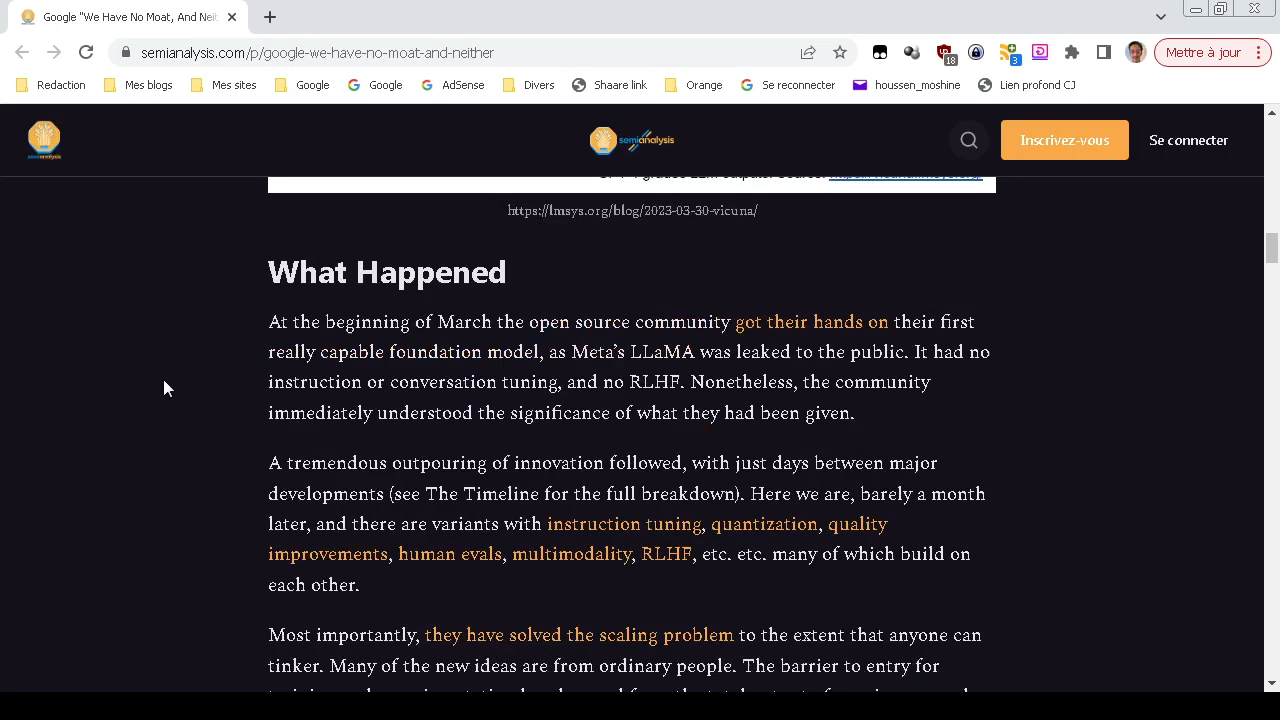 Google "We Have No Moat, And Neit
semianalysis.com/p/google-we-have-no-moat-and-neither
18
3
Mettre à jour
Redaction
Mes blogs
Mes sites
Google
Google
AdSense
Divers
Shaare link
Orange
Se reconnecter
houssen_moshine
Lien profond CJ
semianalysis
semianalysis
Inscrivez-vous
Se connecter
https://lmsys.org/blog/2023-03-30-vicuna/
What Happened
At the beginning of March the open source community got their hands on their first
really capable foundation model, as Meta’s LLaMA was leaked to the public. It had no
instruction or conversation tuning, and no RLHF. Nonetheless, the community
immediately understood the significance of what they had been given.
A tremendous outpouring of innovation followed, with just days between major
developments (see The Timeline for the full breakdown). Here we are, barely a month
later, and there are variants with instruction tuning, quantization, quality
improvements, human evals, multimodality, RLHF, etc. etc. many of which build on
each other.
Most importantly, they have solved the scaling problem to the extent that anyone can
tinker. Many of the new ideas are from ordinary people. The barrier to entry for